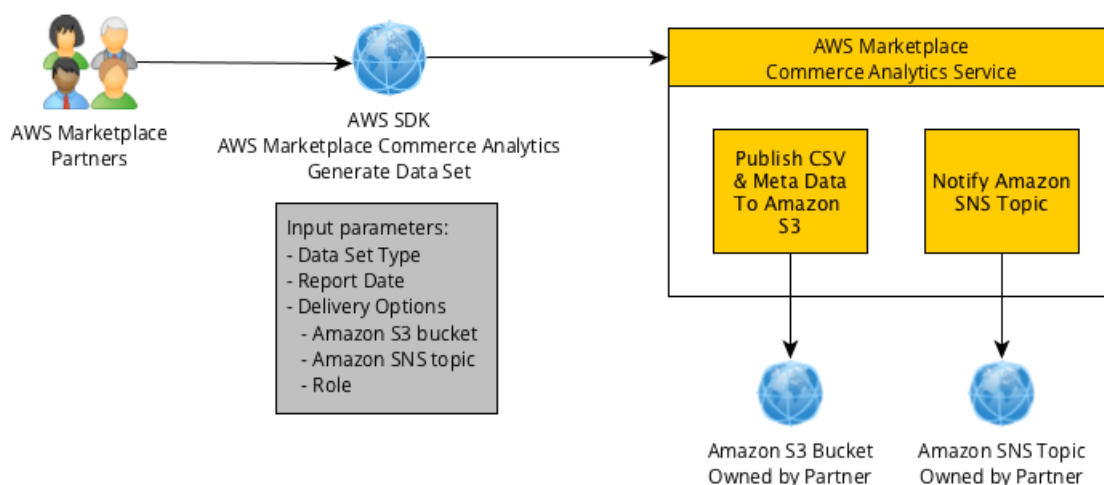 AWS Marketplace
Partners
AWS SDK
AWS Marketplace Commerce Analytics
Generate Data Set
Input parameters:
- Data Set Type
- Report Date
- Delivery Options
- Amazon S3 bucket
- Amazon SNS topic
- Role
AWS Marketplace
Commerce Analytics Service
Publish CSV
& Meta Data
To Amazon
S3
Notify Amazon
SNS Topic
Amazon S3 Bucket
Owned by Partner
Amazon SNS Topic
Owned by Partner